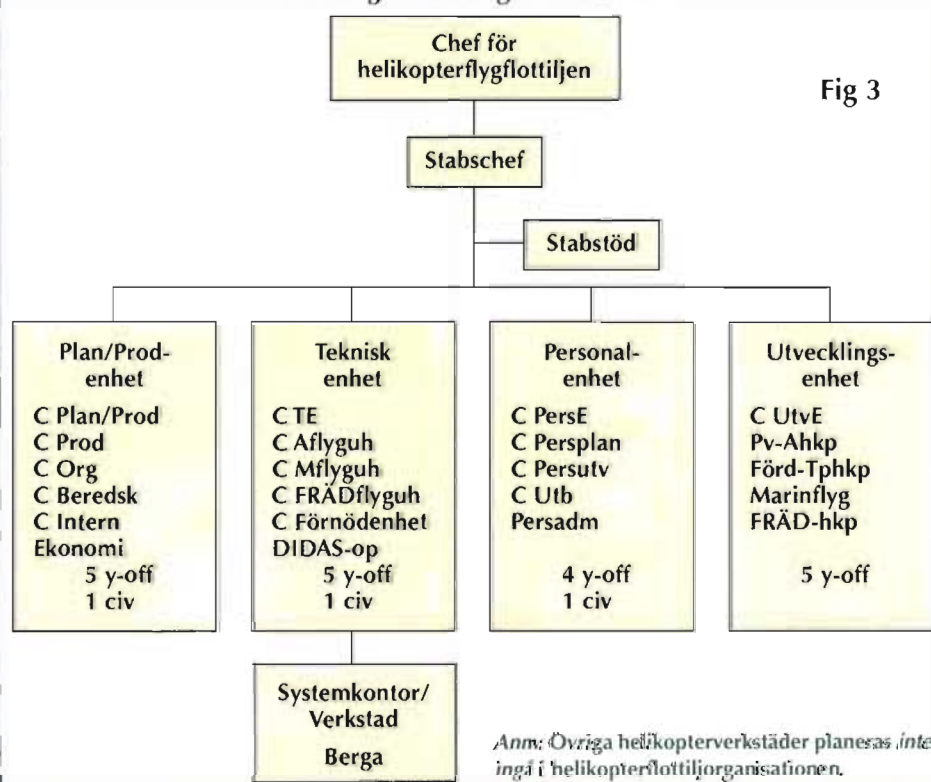 Chef för
helikopterflygflottiljen
Fig 3
Stabschef
Stabstöd
Plan/Prod-
enhet
C Plan/Prod
C Prod
C Org
C Beredsk
C Intern
Ekonomi
5 y-off
1 civ
Teknisk
enhet
C TE
C Aflyguh
C Mflyguh
C FRÄDflyguh
C Förnödenhet
DIDAS-op
5 y-off
1 civ
Personal-
enhet
C PersE
C Persplan
C Persutv
C Utb
Persadm
4 y-off
1 civ
Utvecklings-
enhet
C UtvE
Pv-Ahkp
Förd-Tphkp
Marinflyg
FRÄD-hkp
5 y-off
Systemkontor/
Verkstad
Berga
Anm: Övriga helikopterverkstäder planeras inte
ingå i helikopterflottiljorganisationen.